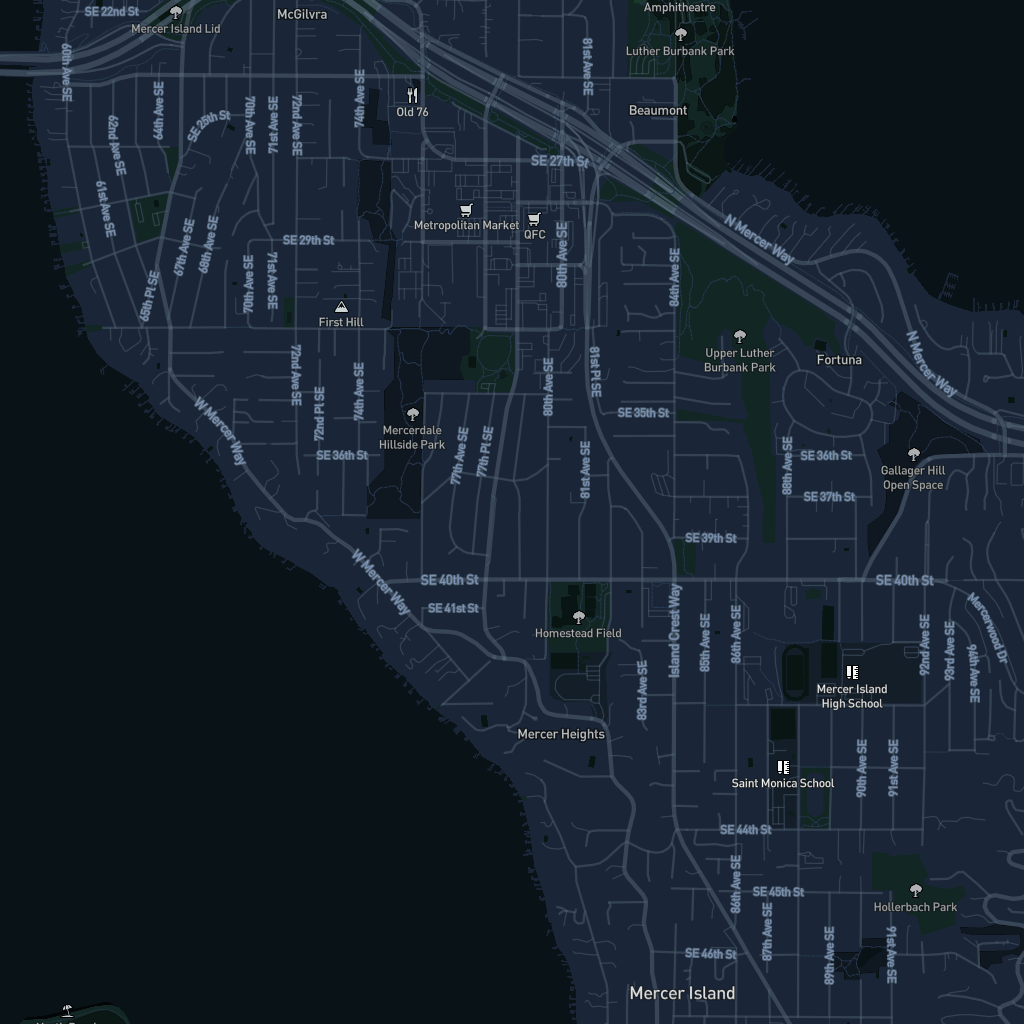 SE 22nd St
McGilvra
Amphitheatre
Mercer Island Lid
Luther Burbank Park
60th Ave SE
81st Ave SE
64th Ave SE
74th Ave SE
Old 76
Beaumont
SE 25th St
70th Ave SE
71st Ave SE
72nd Ave SE
62nd Ave SE
SE 27th St
61st Ave SE
Metropolitan Market
QFC
N Mercer Way
67th Ave SE
68th Ave SE
SE 29th St
80th Ave SE
84th Ave SE
65th Pl SE
70th Ave SE
71st Ave SE
First Hill
Upper Luther
Burbank Park
Fortuna
N Mercer Way
72nd Ave SE
74th Ave SE
80th Ave SE
81st Pl SE
72nd Pl SE
SE 35th St
W Mercer Way
Mercerdale
Hillside Park
77th Ave SE
77th Pl SE
SE 36th St
81st Ave SE
88th Ave SE
SE 36th St
Gallager Hill
Open Space
SE 37th St
SE 39th St
W Mercer Way
SE 40th St
SE 40th St
SE 41st St
Homestead Field
Island Crest Way
85th Ave SE
86th Ave SE
92nd Ave SE
93rd Ave SE
94th Ave SE
Mercerwood Dr
83rd Ave SE
Mercer Island
High School
Mercer Heights
90th Ave SE
91st Ave SE
Saint Monica School
SE 44th St
86th Ave SE
SE 45th St
Hollerbach Park
87th Ave SE
89th Ave SE
91st Ave SE
SE 46th St
Mercer Island